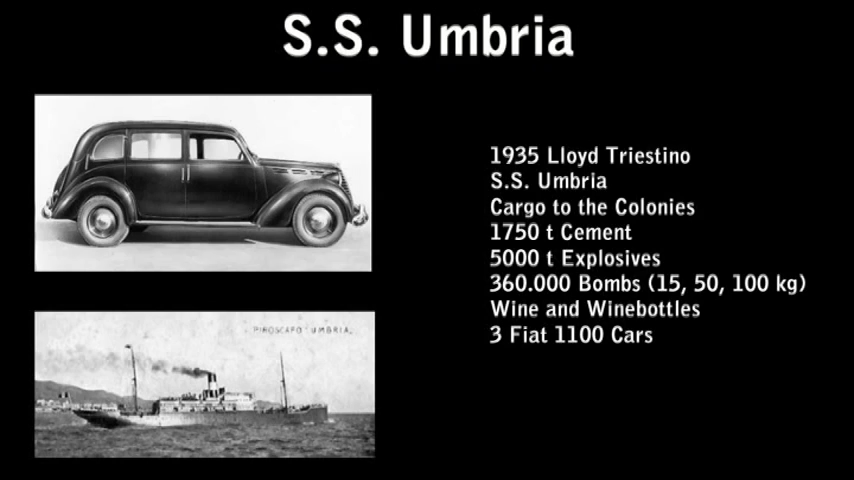 S.S. Umbria
1935 Lloyd Triestino
S.S. Umbria
Cargo to the Colonies
1750 t Cement
5000 t Explosives
360.000 Bombs (15, 50, 100 kg)
Wine and Winebottles
3 Fiat 1100 Cars
PIROSCAFO UMBRIA